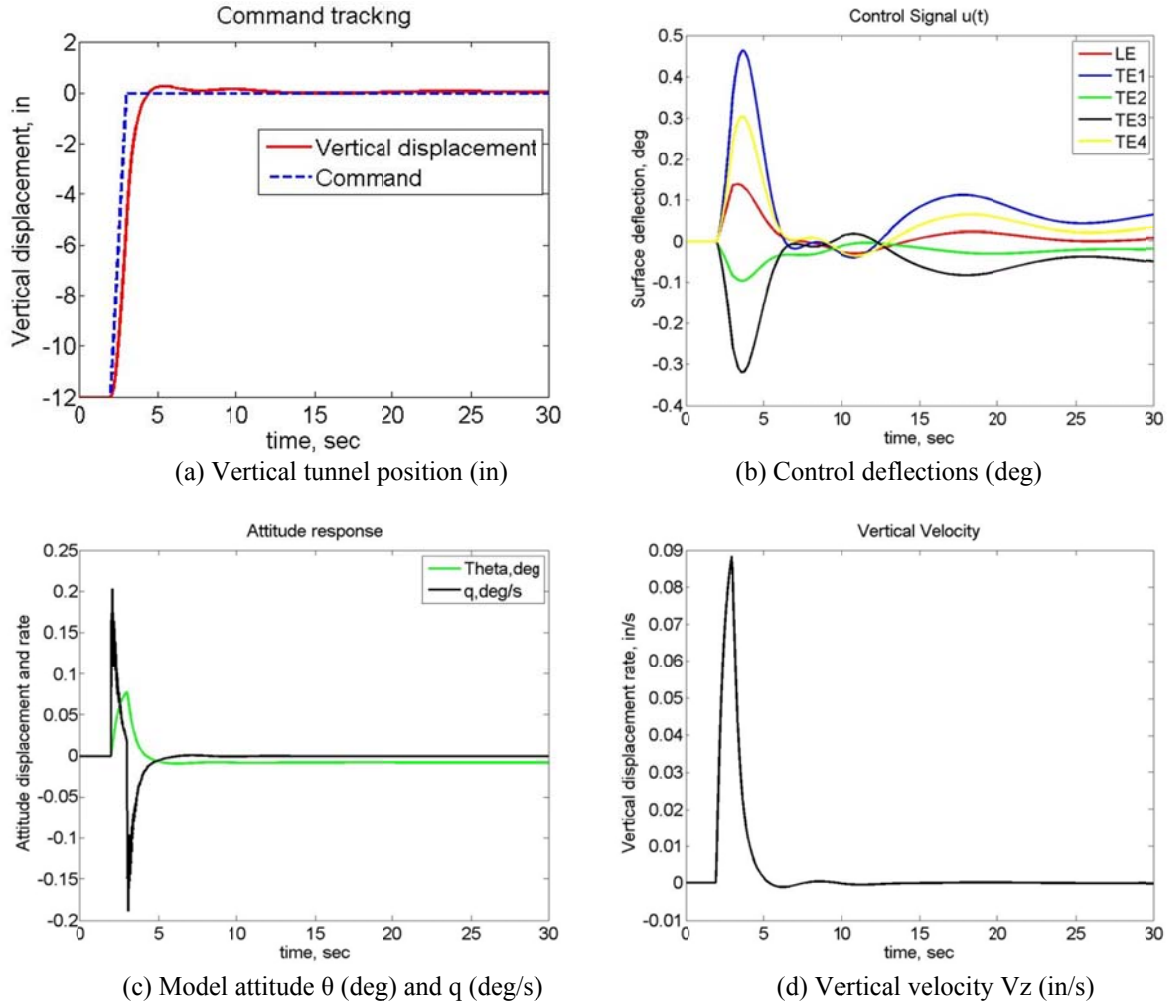 Command tracking
2
0
-2
-4
-6
-8
-10
-12
Vertical displacement, in
Vertical displacement
Command
0 5 10 15 20 25 30
time, sec
(a) Vertical tunnel position (in)
Control Signal u(t)
0.5
0.4
0.3
0.2
0.1
0
-0.1
-0.2
-0.3
-0.4
Surface deflection, deg
LE
TE1
TE2
TE3
TE4
0 5 10 15 20 25 30
time, sec
(b) Control deflections (deg)
Attitude response
0.25
0.2
0.15
0.1
0.05
0
-0.05
-0.1
-0.15
-0.2
Attitude displacement and rate
Theta,deg
q,deg/s
0 5 10 15 20 25 30
time, sec
(c) Model attitude θ (deg) and q (deg/s)
Vertical Velocity
0.09
0.08
0.07
0.06
0.05
0.04
0.03
0.02
0.01
0
-0.01
Vertical displacement rate, in/s
0 5 10 15 20 25 30
time, sec
(d) Vertical velocity Vz (in/s)